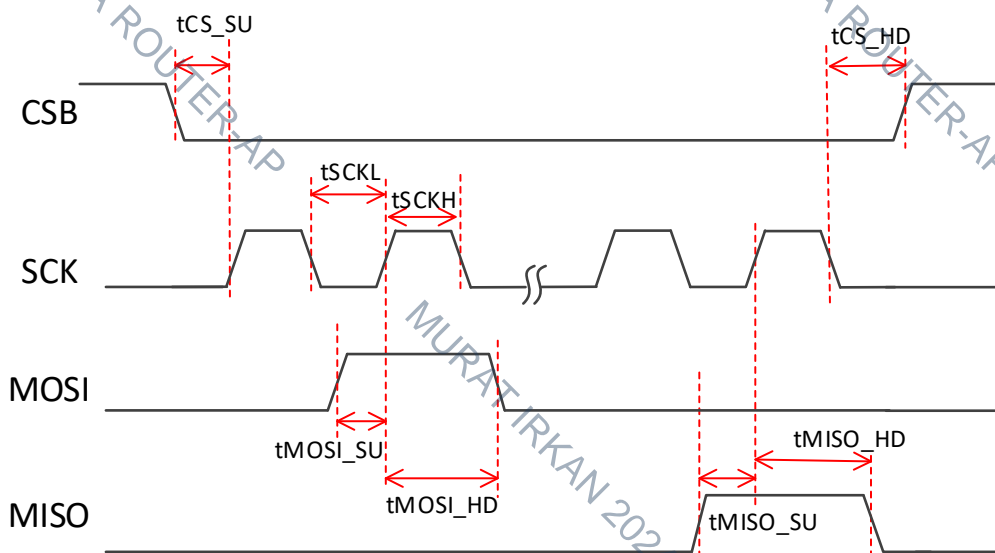 tCS_SU
tCS_HD
A ROUTER-AP
A ROUTER-AP
CSB
tSCKL
tSCKH
SCK
MOSI
MURAT IRKAN 202
tMOSI_SU
tMISO_HD
tMOSI_HD
tMISO_SU
MISO